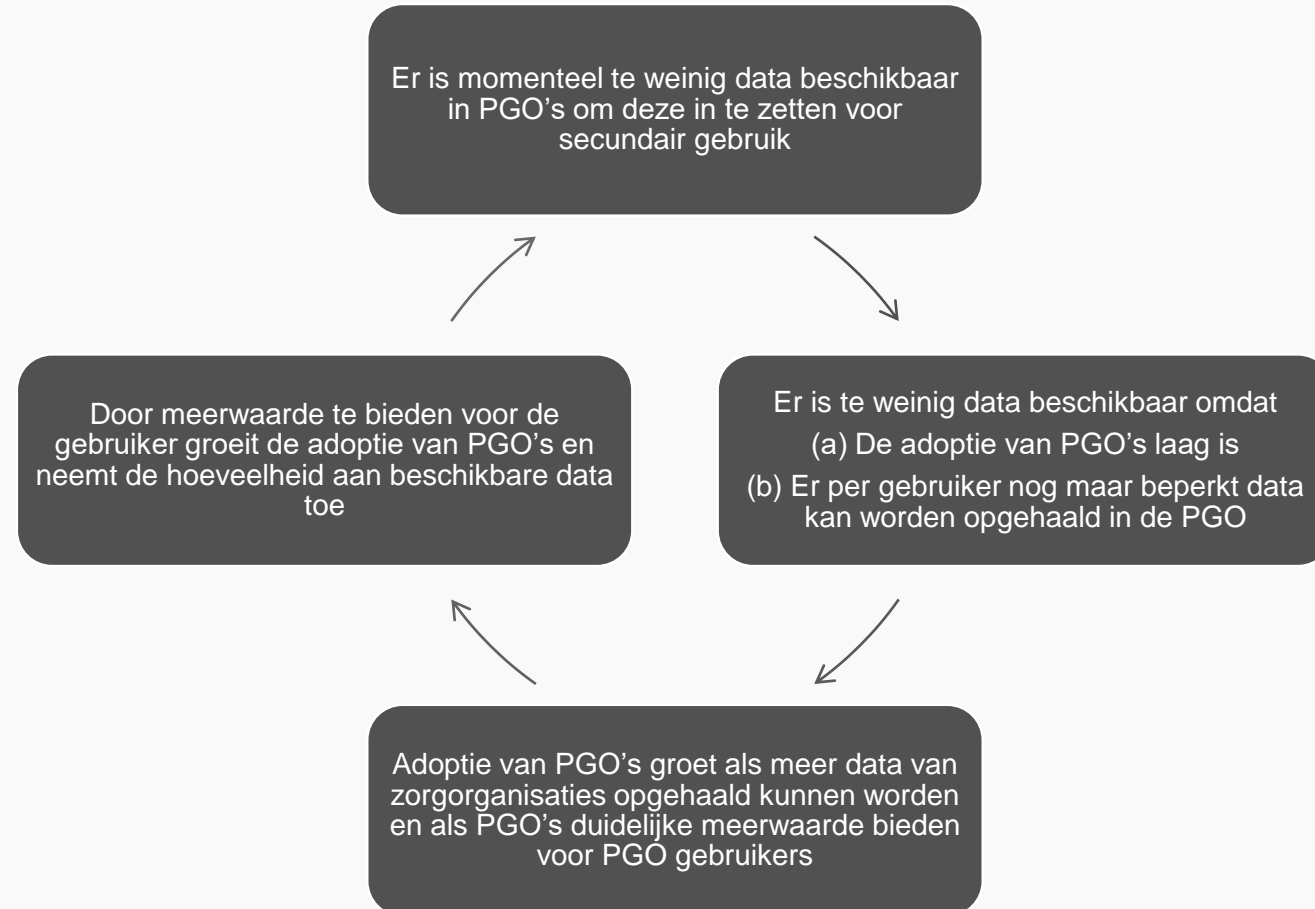 Er is momenteel te weinig data beschikbaar
in PGO's om deze in te zetten voor
secundair gebruik
Er is te weinig data beschikbaar omdat
(a) De adoptie van PGO's laag is
(b) Er per gebruiker nog maar beperkt data
kan worden opgehaald in de PGO
Adoptie van PGO's groet als meer data van
zorgorganisaties opgehaald kunnen worden
en als PGO's duidelijke meerwaarde bieden
voor PGO gebruikers
Door meerwaarde te bieden voor de
gebruiker groeit de adoptie van PGO's en
neemt de hoeveelheid aan beschikbare data
toe